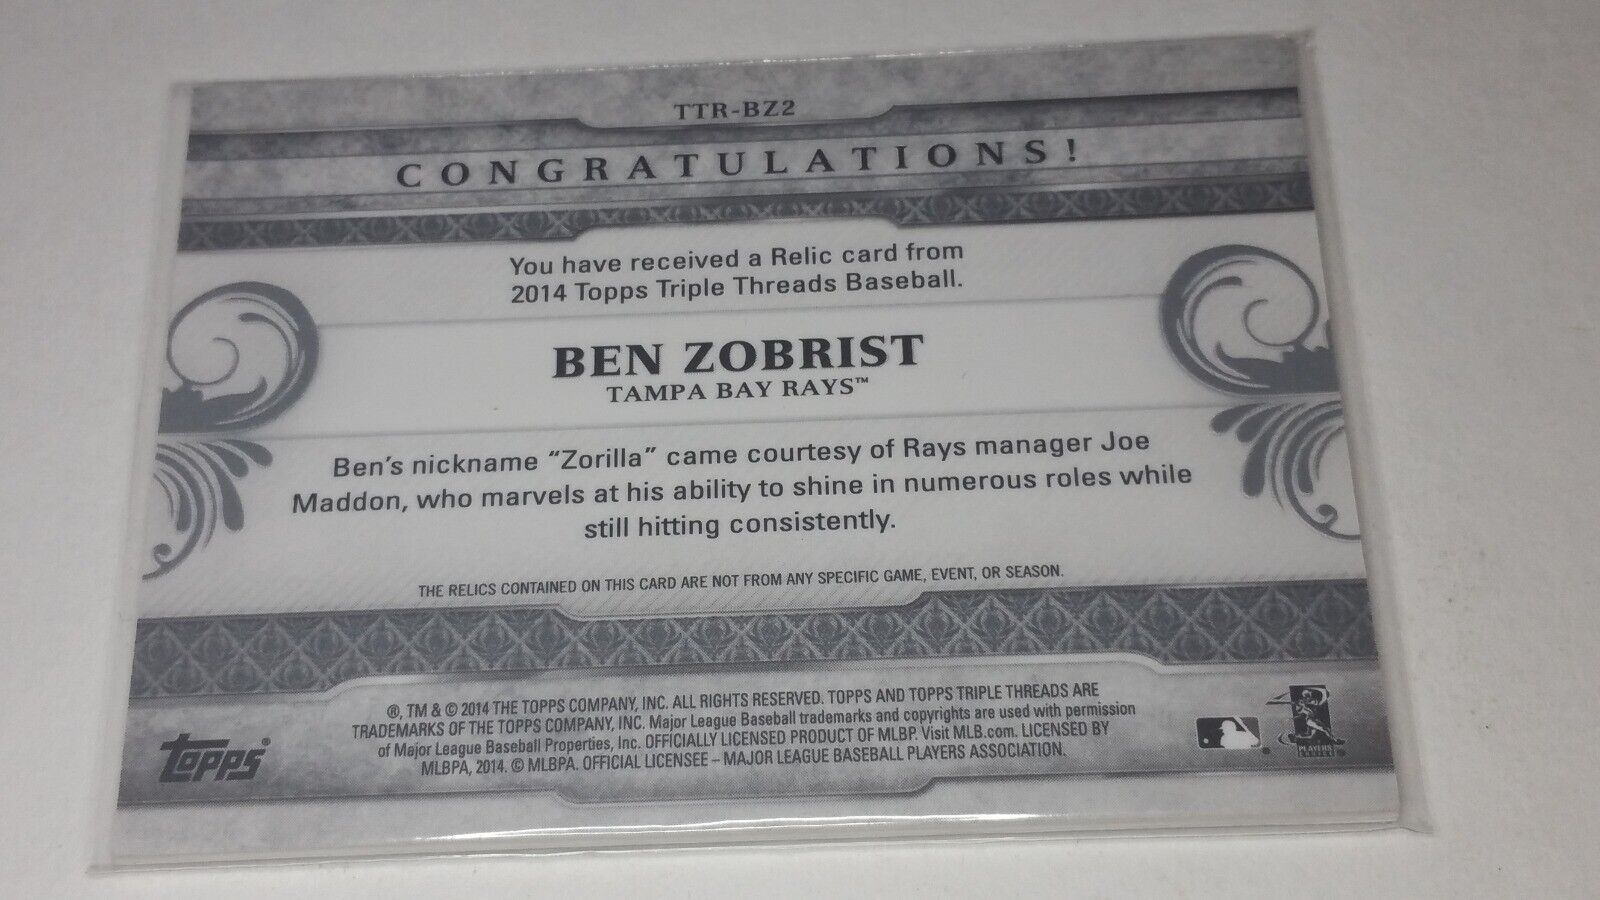 TTR-BZ2
CONGRATULATIONS!
You have received a Relic card from
2014 Topps Triple Threads Baseball.
BEN ZOBRIST
TAMPA BAY RAYS™
Ben's nickname “Zorilla” came courtesy of Rays manager Joe
Maddon, who marvels at his ability to shine in numerous roles while
still hitting consistently.
THE RELICS CONTAINED ON THIS CARD ARE NOT FROM ANY SPECIFIC GAME, EVENT, OR SEASON.
®, TM & © 2014 THE TOPPS COMPANY, INC. ALL RIGHTS RESERVED. TOPPS AND TOPPS TRIPLE THREADS ARE
TRADEMARKS OF THE TOPPS COMPANY, INC. Major League Baseball trademarks and copyrights are used with permission
of Major League Baseball Properties, Inc. OFFICIALLY LICENSED PRODUCT OF MLBP. Visit MLB.com. LICENSED BY
MLBPA, 2014. © MLBPA. OFFICIAL LICENSEE – MAJOR LEAGUE BASEBALL PLAYERS ASSOCIATION.
Topps®
PLAYERS CHOICE ®